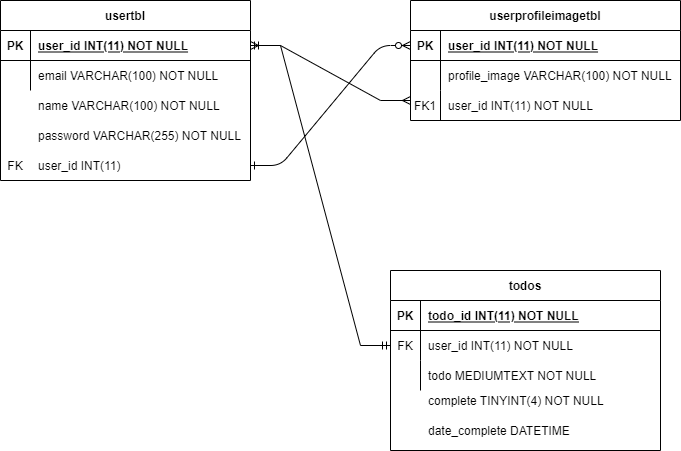 usertbl
PK user_id INT(11) NOT NULL
email VARCHAR(100) NOT NULL
name VARCHAR(100) NOT NULL
password VARCHAR(255) NOT NULL
FK user_id INT(11)
userprofileimagetbl
PK user_id INT(11) NOT NULL
profile_image VARCHAR(100) NOT NULL
FK1 user_id INT(11) NOT NULL
todos
PK todo_id INT(11) NOT NULL
FK user_id INT(11) NOT NULL
todo MEDIUMTEXT NOT NULL
complete TINYINT(4) NOT NULL
date_complete DATETIME